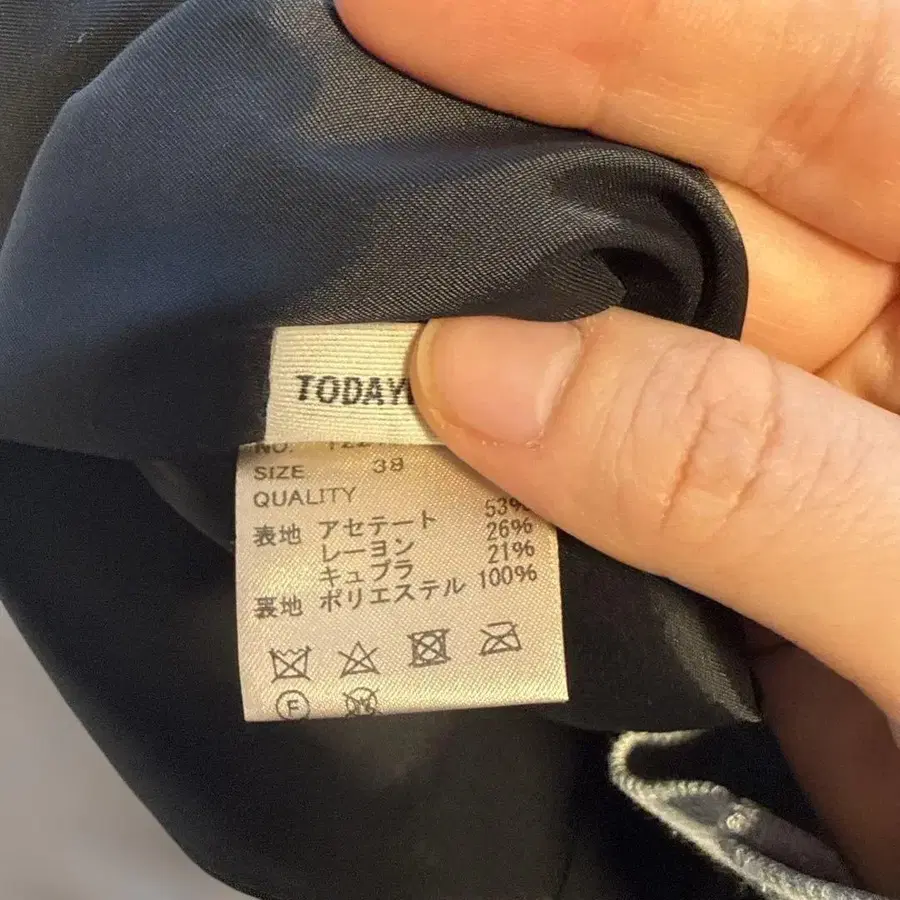 TODAY
NO.
SIZE 38
QUALITY
表地 アセテート 53%
レーヨン 26%
キュプラ 21%
裏地 ポリエステル 100%
F W